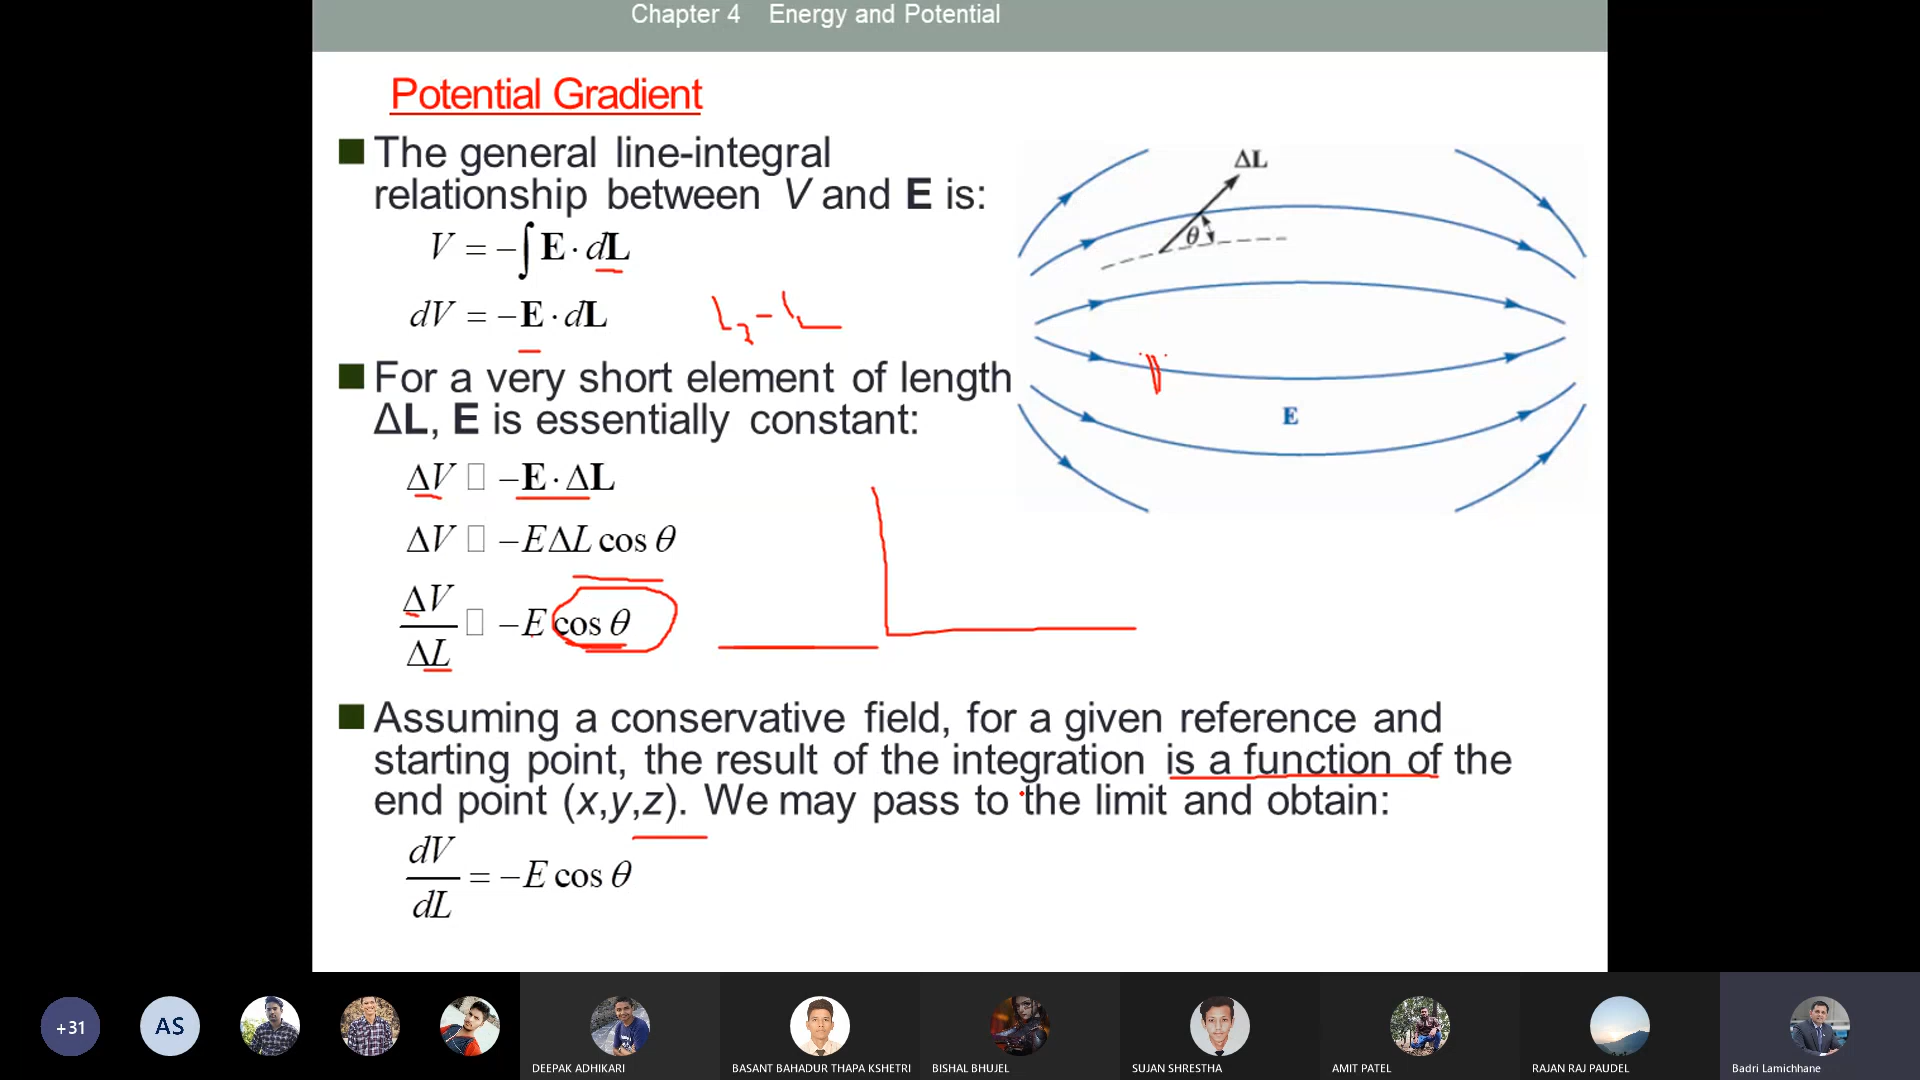 Chapter 4 Energy and Potential
Potential Gradient
The general line-integral
relationship between V and E is:
V = −∫ E · dL
dV = −E · dL
L₂ − L₁
For a very short element of length
ΔL, E is essentially constant:
ΔV □ −E · ΔL
ΔV □ −EΔL cos θ
ΔV/ΔL □ −E cos θ
ΔL
θ
E
Assuming a conservative field, for a given reference and
starting point, the result of the integration is a function of the
end point (x,y,z). We may pass to the limit and obtain:
dV/dL = −E cos θ
+31
AS
DEEPAK ADHIKARI
BASANT BAHADUR THAPA KSHETRI
BISHAL BHUJEL
SUJAN SHRESTHA
AMIT PATEL
RAJAN RAJ PAUDEL
Badri Lamichhane